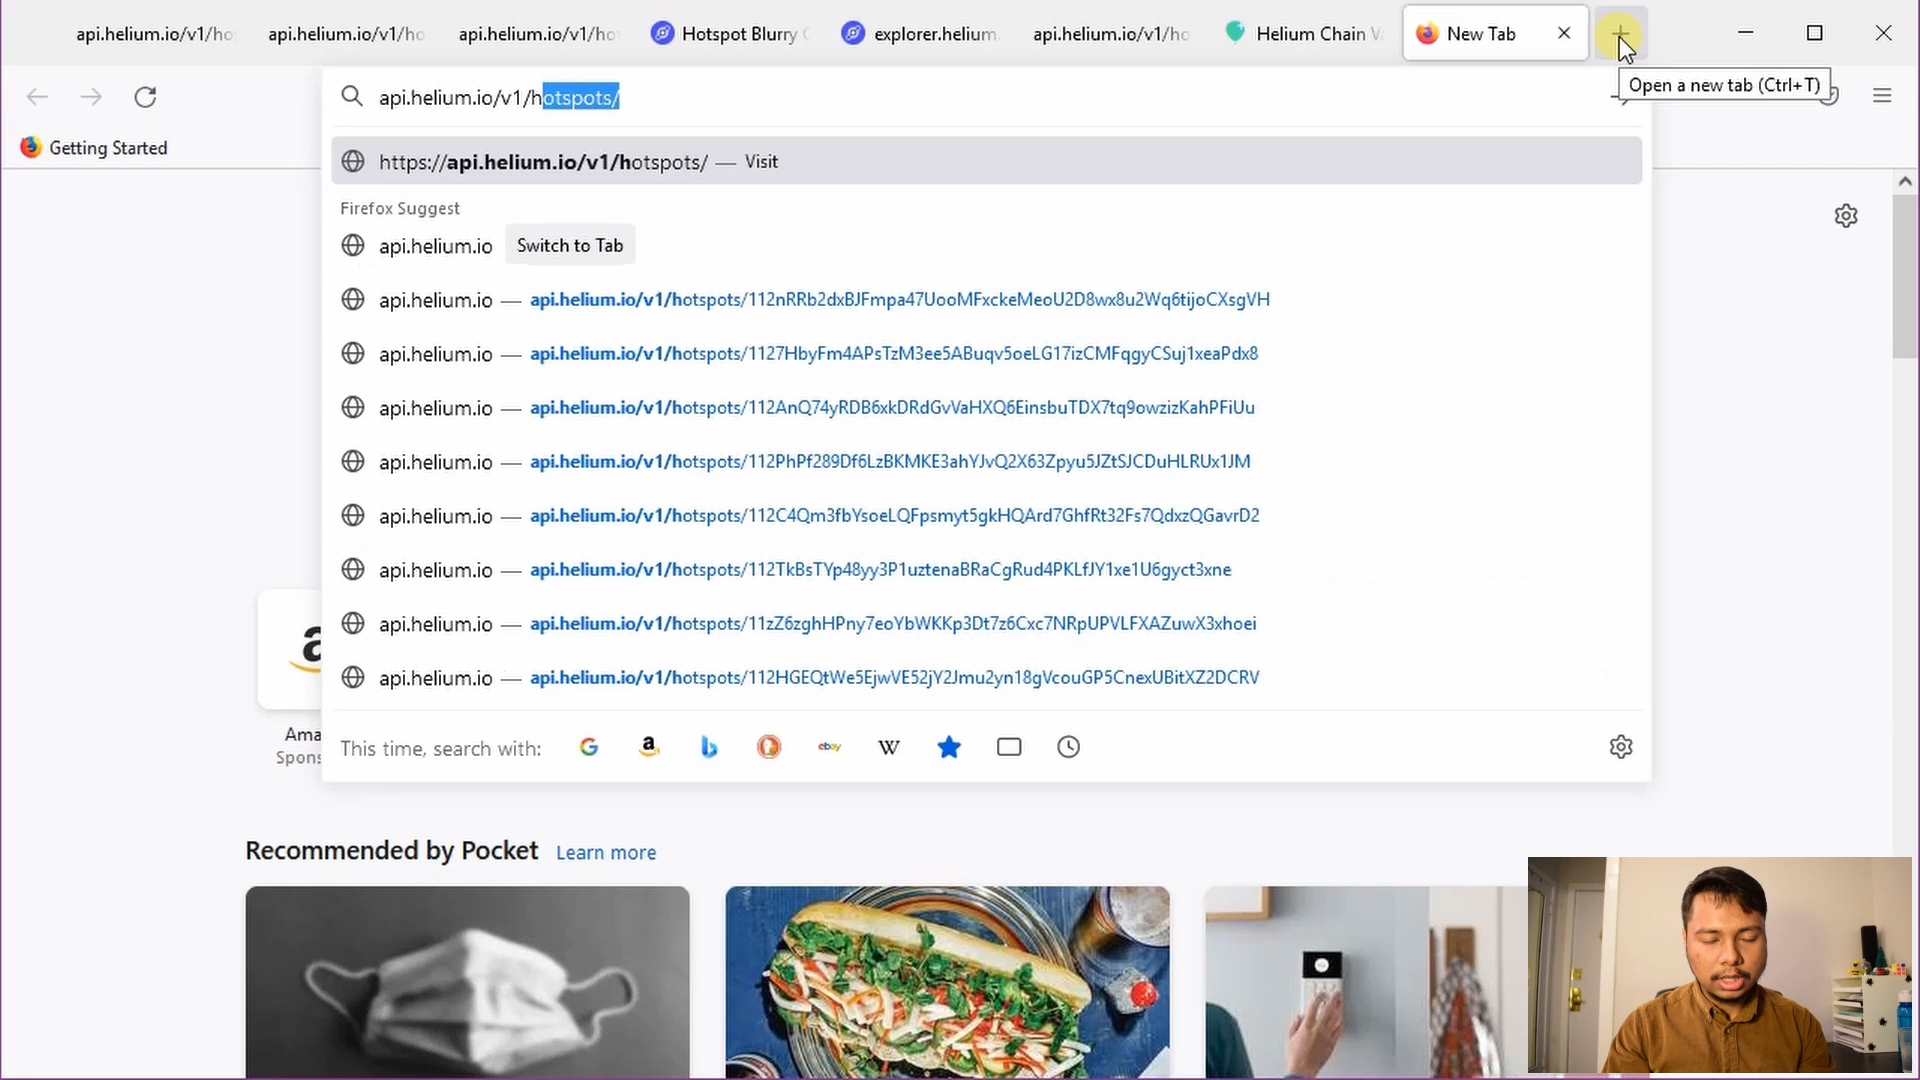 api.helium.io/v1/ho
api.helium.io/v1/ho
api.helium.io/v1/ho
Hotspot Blurry
explorer.helium.
api.helium.io/v1/ho
Helium Chain V
New Tab
Open a new tab (Ctrl+T)
api.helium.io/v1/hotspots/
Getting Started
https://api.helium.io/v1/hotspots/ — Visit
Firefox Suggest
api.helium.io Switch to Tab
api.helium.io — api.helium.io/v1/hotspots/112nRRb2dxBJFmpa47UooMFxckeMeoU2D8wx8u2Wq6tijoCXsgVH
api.helium.io — api.helium.io/v1/hotspots/1127HbyFm4APsTzM3ee5ABuqv5oeLG17izCMFqgyCSuj1xeaPdx8
api.helium.io — api.helium.io/v1/hotspots/112AnQ74yRDB6xkDRdGvVaHXQ6EinsbuTDX7tq9owzizKahPFiUu
api.helium.io — api.helium.io/v1/hotspots/112PhPf289Df6LzBKMKE3ahYJvQ2X63Zpyu5JZtSJCDuHLRUx1JM
api.helium.io — api.helium.io/v1/hotspots/112C4Qm3fbYsoeLQFpsmyt5gkHQArd7GhfRt32Fs7QdxzQGavrD2
api.helium.io — api.helium.io/v1/hotspots/112TkBsTYp48yy3P1uztenaBRaCgRud4PKLfJY1xe1U6gyct3xne
api.helium.io — api.helium.io/v1/hotspots/11zZ6zghHPny7eoYbWKKp3Dt7z6Cxc7NRpUPVLFXAZuwX3xhoei
api.helium.io — api.helium.io/v1/hotspots/112HGEQtWe5EjwVE52jY2Jmu2yn18gVcouGP5CnexUBitXZ2DCRV
Ama
Spons
This time, search with:
ebay
W
Recommended by Pocket Learn more